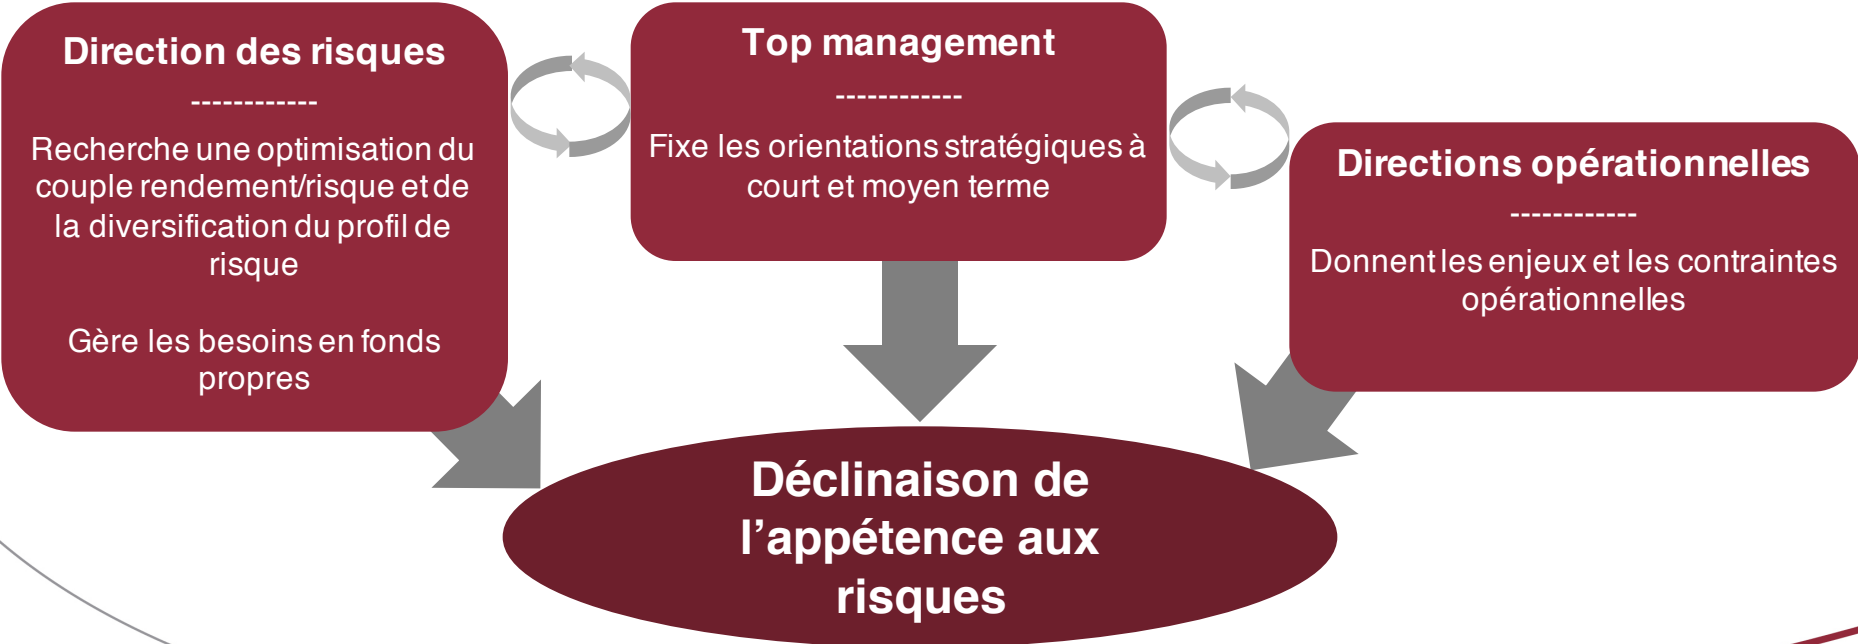 Direction des risques
------------
Recherche une optimisation du
couple rendement/risque et de
la diversification du profil de
risque
Gère les besoins en fonds
propres
Top management
------------
Fixe les orientations stratégiques à
court et moyen terme
Directions opérationnelles
------------
Donnent les enjeux et les contraintes
opérationnelles
Déclinaison de
l’appétence aux
risques